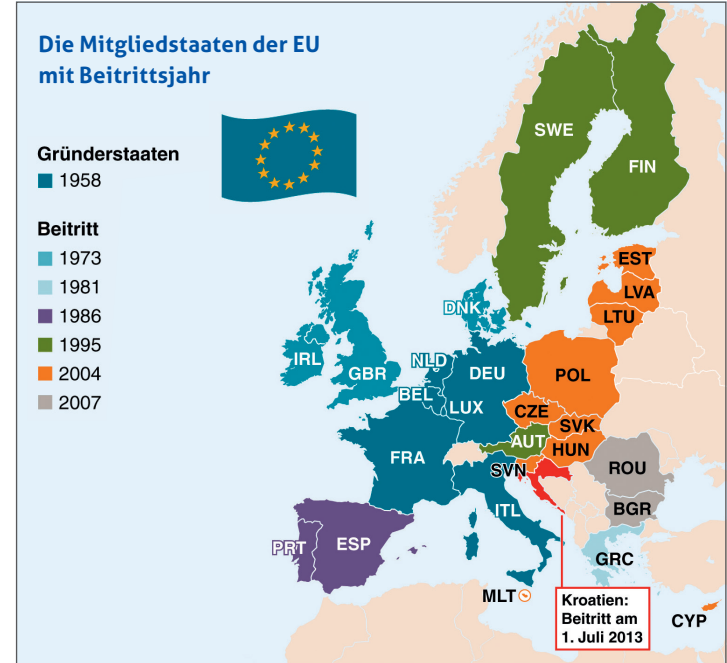 Die Mitgliedstaaten der EU
mit Beitrittsjahr
Gründerstaaten
1958
Beitritt
1973
1981
1986
1995
2004
2007
SWE
FIN
EST
LVA
LTU
DNK
IRL
GBR
NLD
DEU
POL
BEL
LUX
CZE
SVK
AUT
HUN
FRA
SVN
ROU
ITL
BGR
PRT
ESP
GRC
MLT
Kroatien:
Beitritt am
1. Juli 2013
CYP